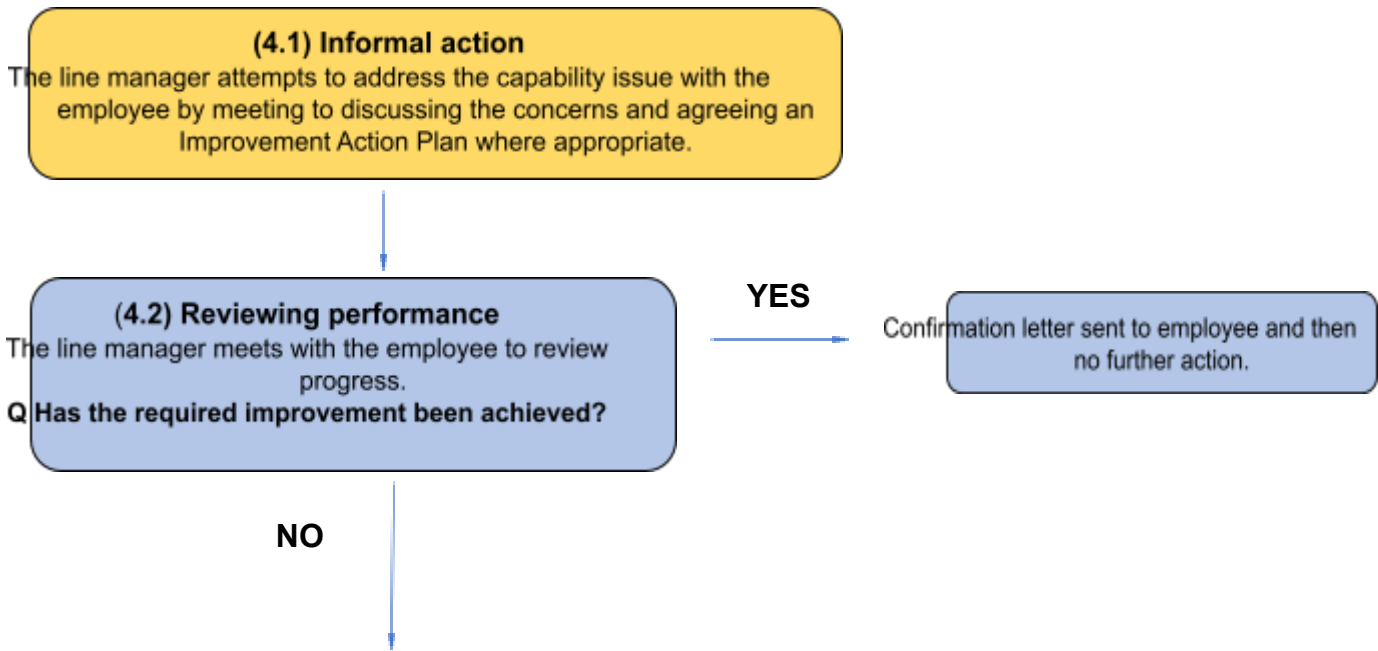 (4.1) Informal action
The line manager attempts to address the capability issue with the
employee by meeting to discussing the concerns and agreeing an
Improvement Action Plan where appropriate.
(4.2) Reviewing performance
The line manager meets with the employee to review
progress.
Q Has the required improvement been achieved?
YES
Confirmation letter sent to employee and then
no further action.
NO